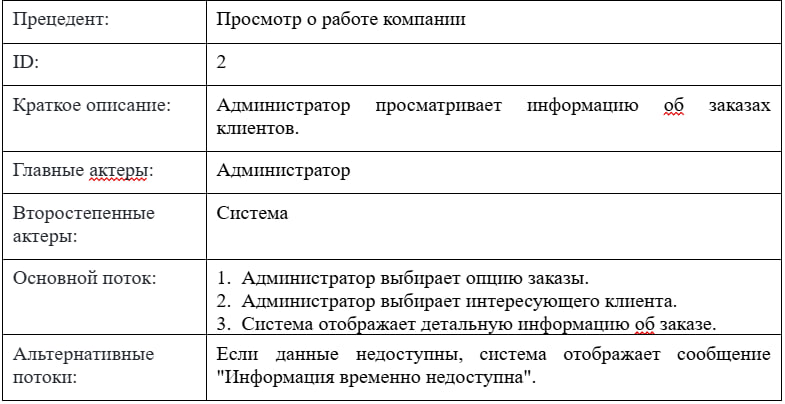 Прецедент: Просмотр о работе компании
ID: 2
Краткое описание: Администратор просматривает информацию об заказах
клиентов.
Главные актеры: Администратор
Второстепенные Система
актеры:
Основной поток: 1. Администратор выбирает опцию заказы.
2. Администратор выбирает интересующего клиента.
3. Система отображает детальную информацию об заказе.
Альтернативные Если данные недоступны, система отображает сообщение
потоки: "Информация временно недоступна".